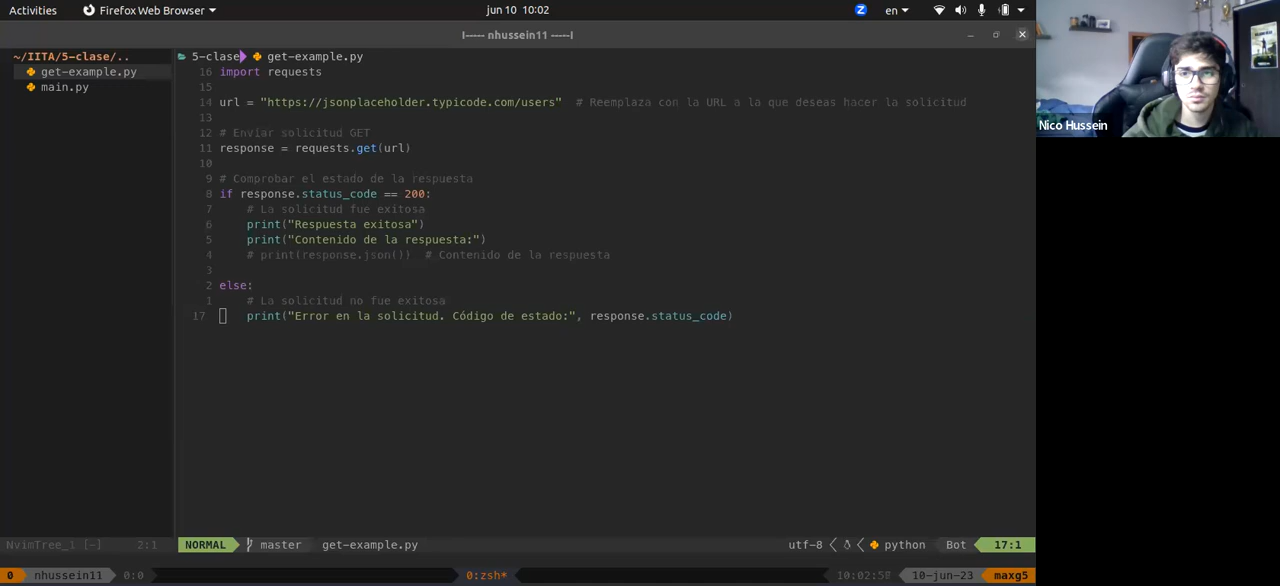 Activities
Firefox Web Browser
jun 10 10:02
en
|----- nhussein11 -----|
~/IITA/5-clase/..
get-example.py
main.py
5-clase get-example.py
16 import requests
15
14 url = "https://jsonplaceholder.typicode.com/users"  # Reemplaza con la URL a la que deseas hacer la solicitud
13
12 # Enviar solicitud GET
11 response = requests.get(url)
10
9 # Comprobar el estado de la respuesta
8 if response.status_code == 200:
7     # La solicitud fue exitosa
6     print("Respuesta exitosa")
5     print("Contenido de la respuesta:")
4     # print(response.json())  # Contenido de la respuesta
3
2 else:
1     # La solicitud no fue exitosa
17     print("Error en la solicitud. Código de estado:", response.status_code)
NvimTree_1 [-] 2:1
NORMAL master get-example.py utf-8 python Bot 17:1
0 nhussein11 0:0 0:zsh* 10-jun-23 maxg5
Nico Hussein